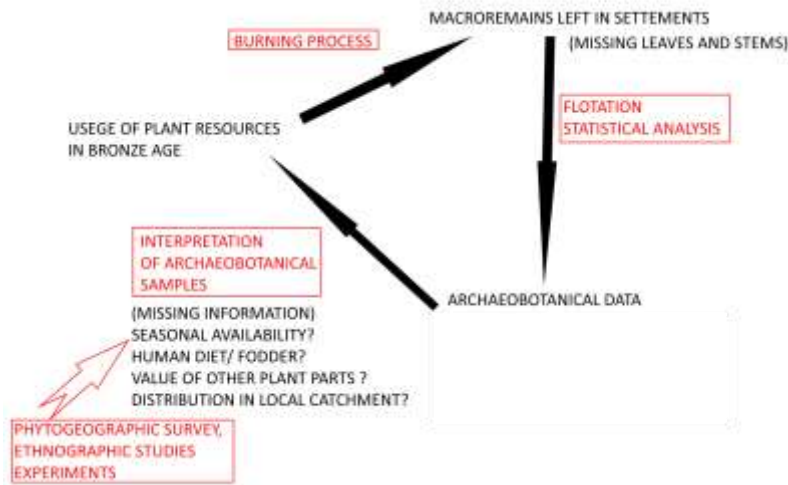 MACROREMAINS LEFT IN SETTEMENTS
(MISSING LEAVES AND STEMS)
BURNING PROCESS
FLOTATION
STATISTICAL ANALYSIS
USEGE OF PLANT RESOURCES
IN BRONZE AGE
INTERPRETATION
OF ARCHAEOBOTANICAL
SAMPLES
ARCHAEOBOTANICAL DATA
(MISSING INFORMATION)
SEASONAL AVAILABILITY?
HUMAN DIET/ FODDER?
VALUE OF OTHER PLANT PARTS ?
DISTRIBUTION IN LOCAL CATCHMENT?
PHYTOGEOGRAPHIC SURVEY,
ETHNOGRAPHIC STUDIES
EXPERIMENTS